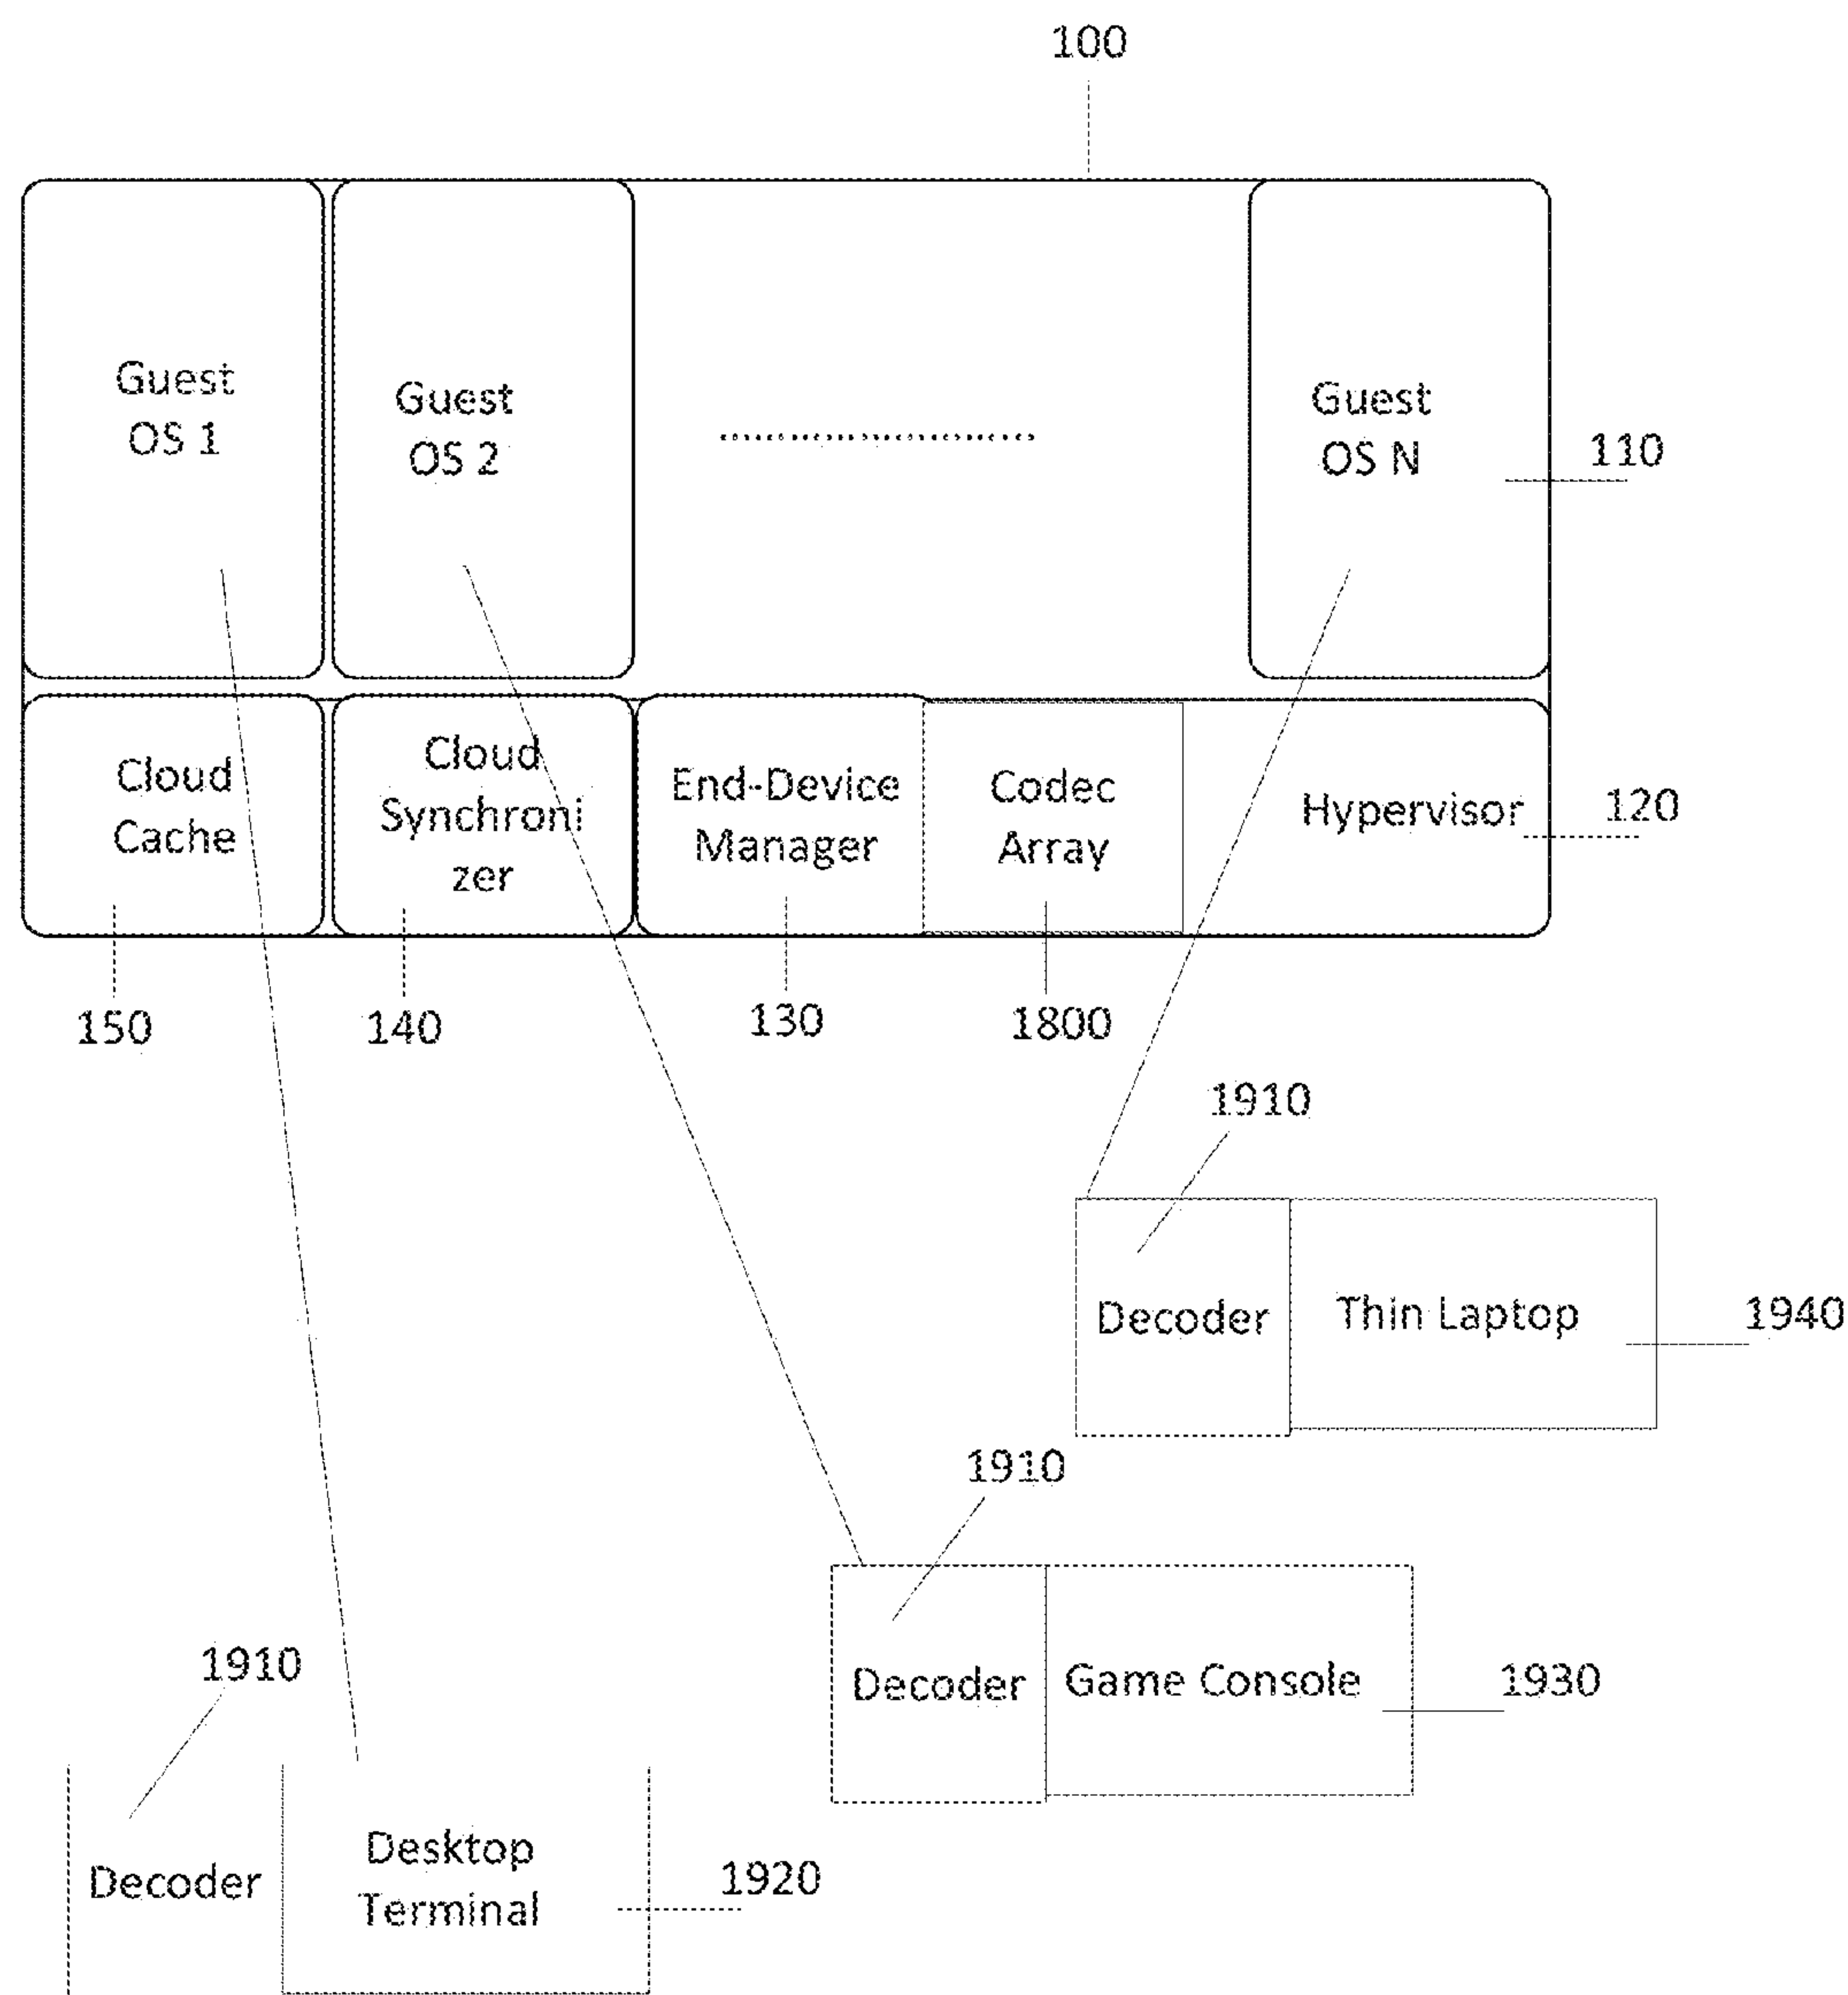 100
Guest
OS 1
Guest
OS 2
Guest
OS N
110
Cloud
Cache
Cloud
Synchroni
zer
End-Device
Manager
Codec
Array
Hypervisor
120
150
140
130
1800
1910
Decoder
Thin Laptop
1940
1910
Decoder
Game Console
1930
1910
Decoder
Desktop
Terminal
1920